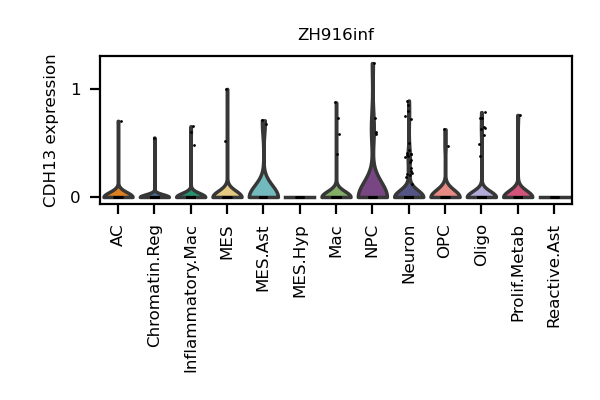 ZH916inf
CDH13 expression
1
0
AC
Chromatin.Reg
Inflammatory.Mac
MES
MES.Ast
MES.Hyp
Mac
NPC
Neuron
OPC
Oligo
Prolif.Metab
Reactive.Ast